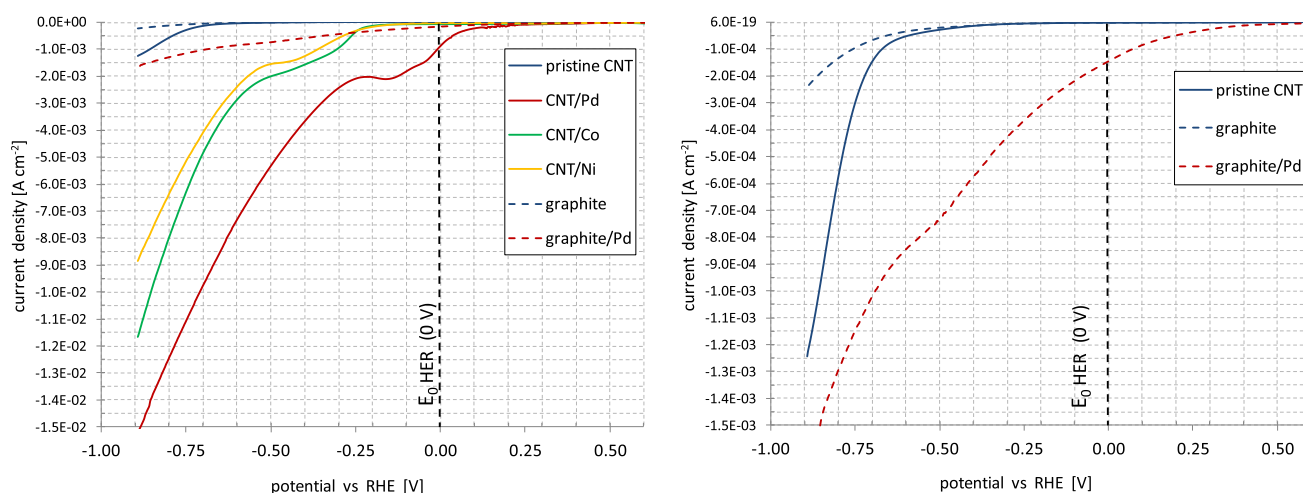 0.0E+00
-1.0E-03
-2.0E-03
-3.0E-03
-4.0E-03
-5.0E-03
-6.0E-03
-7.0E-03
-8.0E-03
-9.0E-03
-1.0E-02
-1.1E-02
-1.2E-02
-1.4E-02
-1.5E-02
current density [A cm⁻²]
-1.00
-0.75
-0.50
-0.25
0.00
0.25
0.50
potential vs RHE [V]
E₀ HER (0 V)
pristine CNT
CNT/Pd
CNT/Co
CNT/Ni
graphite
graphite/Pd
6.0E-19
-1.0E-04
-2.0E-04
-3.0E-04
-4.0E-04
-5.0E-04
-6.0E-04
-7.0E-04
-8.0E-04
-9.0E-04
-1.0E-03
-1.1E-03
-1.2E-03
-1.3E-03
-1.4E-03
-1.5E-03
current density [A cm⁻²]
-1.00
-0.75
-0.50
-0.25
0.00
0.25
0.50
potential vs RHE [V]
E₀ HER (0 V)
pristine CNT
graphite
graphite/Pd